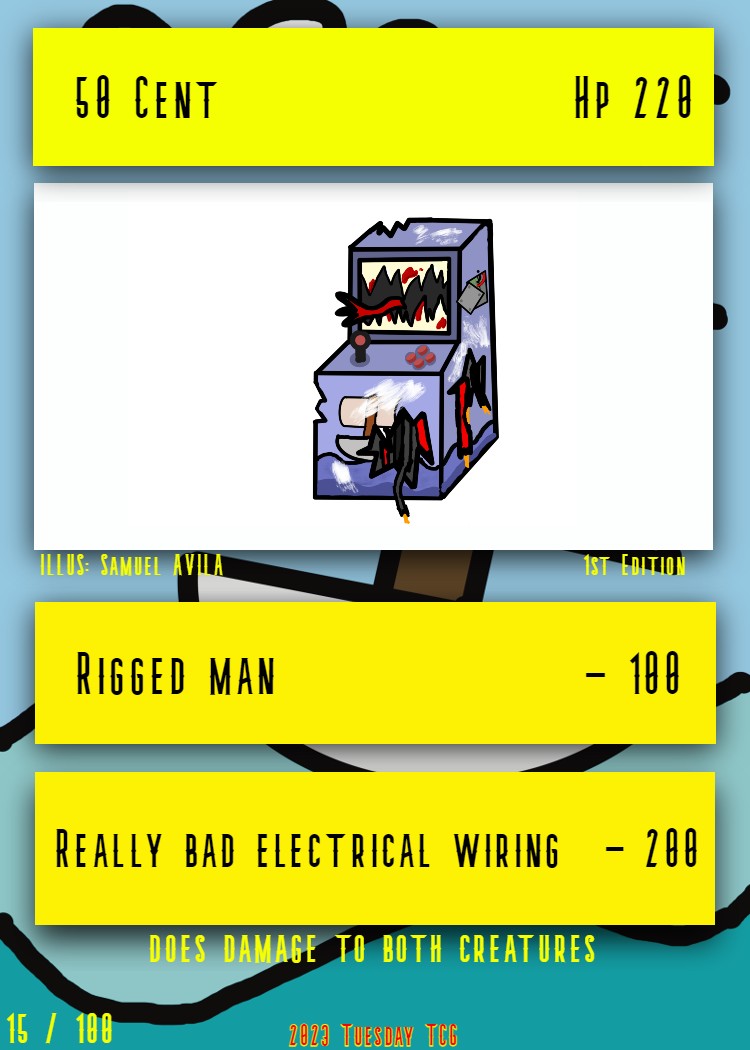 50 Cent Hp 220
ILLUS: Samuel AVILA 1st Edition
Rigged man - 100
Really bad electrical wiring - 200
does damage to both creatures
15 / 100
2023 Tuesday TCG